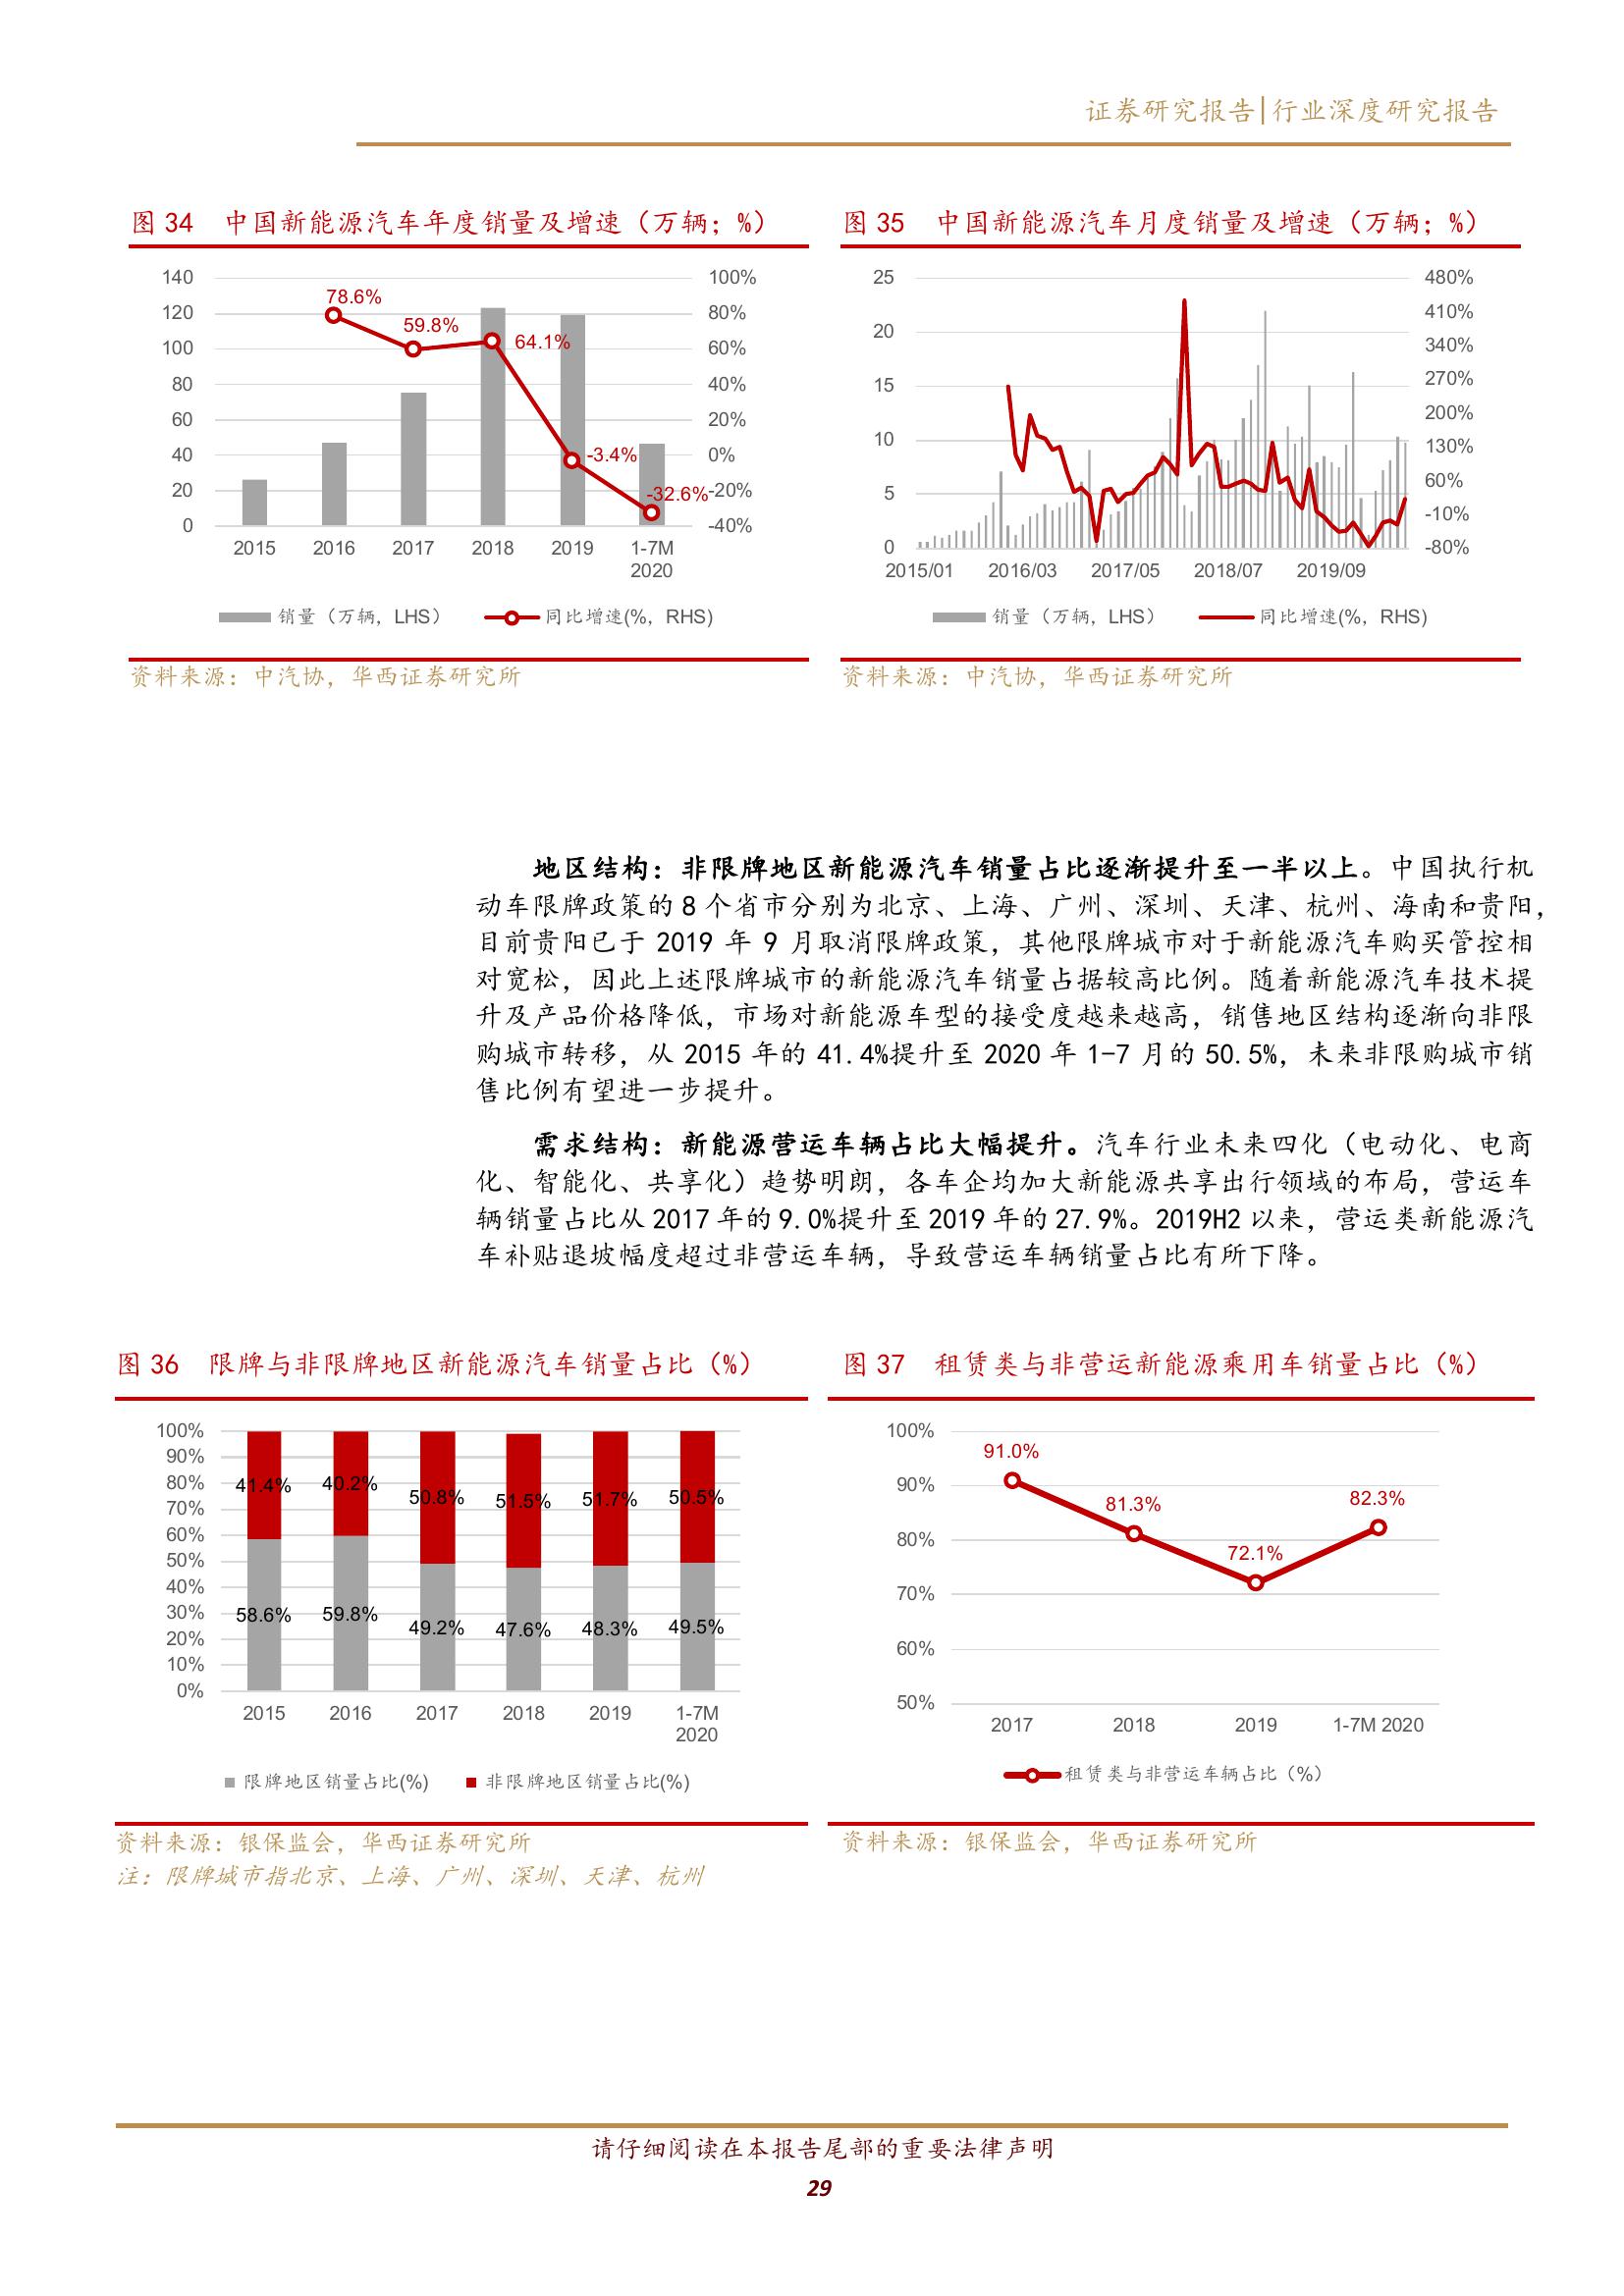 证券研究报告|行业深度研究报告
图 34 中国新能源汽车年度销量及增速（万辆；%）
140
120
100
80
60
40
20
0
100%
80%
60%
40%
20%
0%
-20%
-40%
78.6%
59.8%
64.1%
-3.4%
-32.6%
2015 2016 2017 2018 2019 1-7M
2020
销量（万辆，LHS） 同比增速(%，RHS)
资料来源：中汽协，华西证券研究所
图 35 中国新能源汽车月度销量及增速（万辆；%）
25
20
15
10
5
0
480%
410%
340%
270%
200%
130%
60%
-10%
-80%
2015/01 2016/03 2017/05 2018/07 2019/09
销量（万辆，LHS） 同比增速(%，RHS)
资料来源：中汽协，华西证券研究所
地区结构：非限牌地区新能源汽车销量占比逐渐提升至一半以上。中国执行机
动车限牌政策的 8 个省市分别为北京、上海、广州、深圳、天津、杭州、海南和贵阳，
目前贵阳已于 2019 年 9 月取消限牌政策，其他限牌城市对于新能源汽车购买管控相
对宽松，因此上述限牌城市的新能源汽车销量占据较高比例。随着新能源汽车技术提
升及产品价格降低，市场对新能源车型的接受度越来越高，销售地区结构逐渐向非限
购城市转移，从 2015 年的 41.4%提升至 2020 年 1-7 月的 50.5%，未来非限购城市销
售比例有望进一步提升。
需求结构：新能源营运车辆占比大幅提升。汽车行业未来四化（电动化、电商
化、智能化、共享化）趋势明朗，各车企均加大新能源共享出行领域的布局，营运车
辆销量占比从 2017 年的 9.0%提升至 2019 年的 27.9%。2019H2 以来，营运类新能源汽
车补贴退坡幅度超过非营运车辆，导致营运车辆销量占比有所下降。
图 36 限牌与非限牌地区新能源汽车销量占比（%）
100%
90%
80%
70%
60%
50%
40%
30%
20%
10%
0%
41.4% 40.2% 50.8% 51.5% 51.7% 50.5%
58.6% 59.8% 49.2% 47.6% 48.3% 49.5%
2015 2016 2017 2018 2019 1-7M
2020
限牌地区销量占比(%) 非限牌地区销量占比(%)
资料来源：银保监会，华西证券研究所
注：限牌城市指北京、上海、广州、深圳、天津、杭州
图 37 租赁类与非营运新能源乘用车销量占比（%）
100%
90%
80%
70%
60%
50%
91.0%
81.3%
72.1%
82.3%
2017 2018 2019 1-7M 2020
租赁类与非营运车辆占比（%）
资料来源：银保监会，华西证券研究所
请仔细阅读在本报告尾部的重要法律声明
29